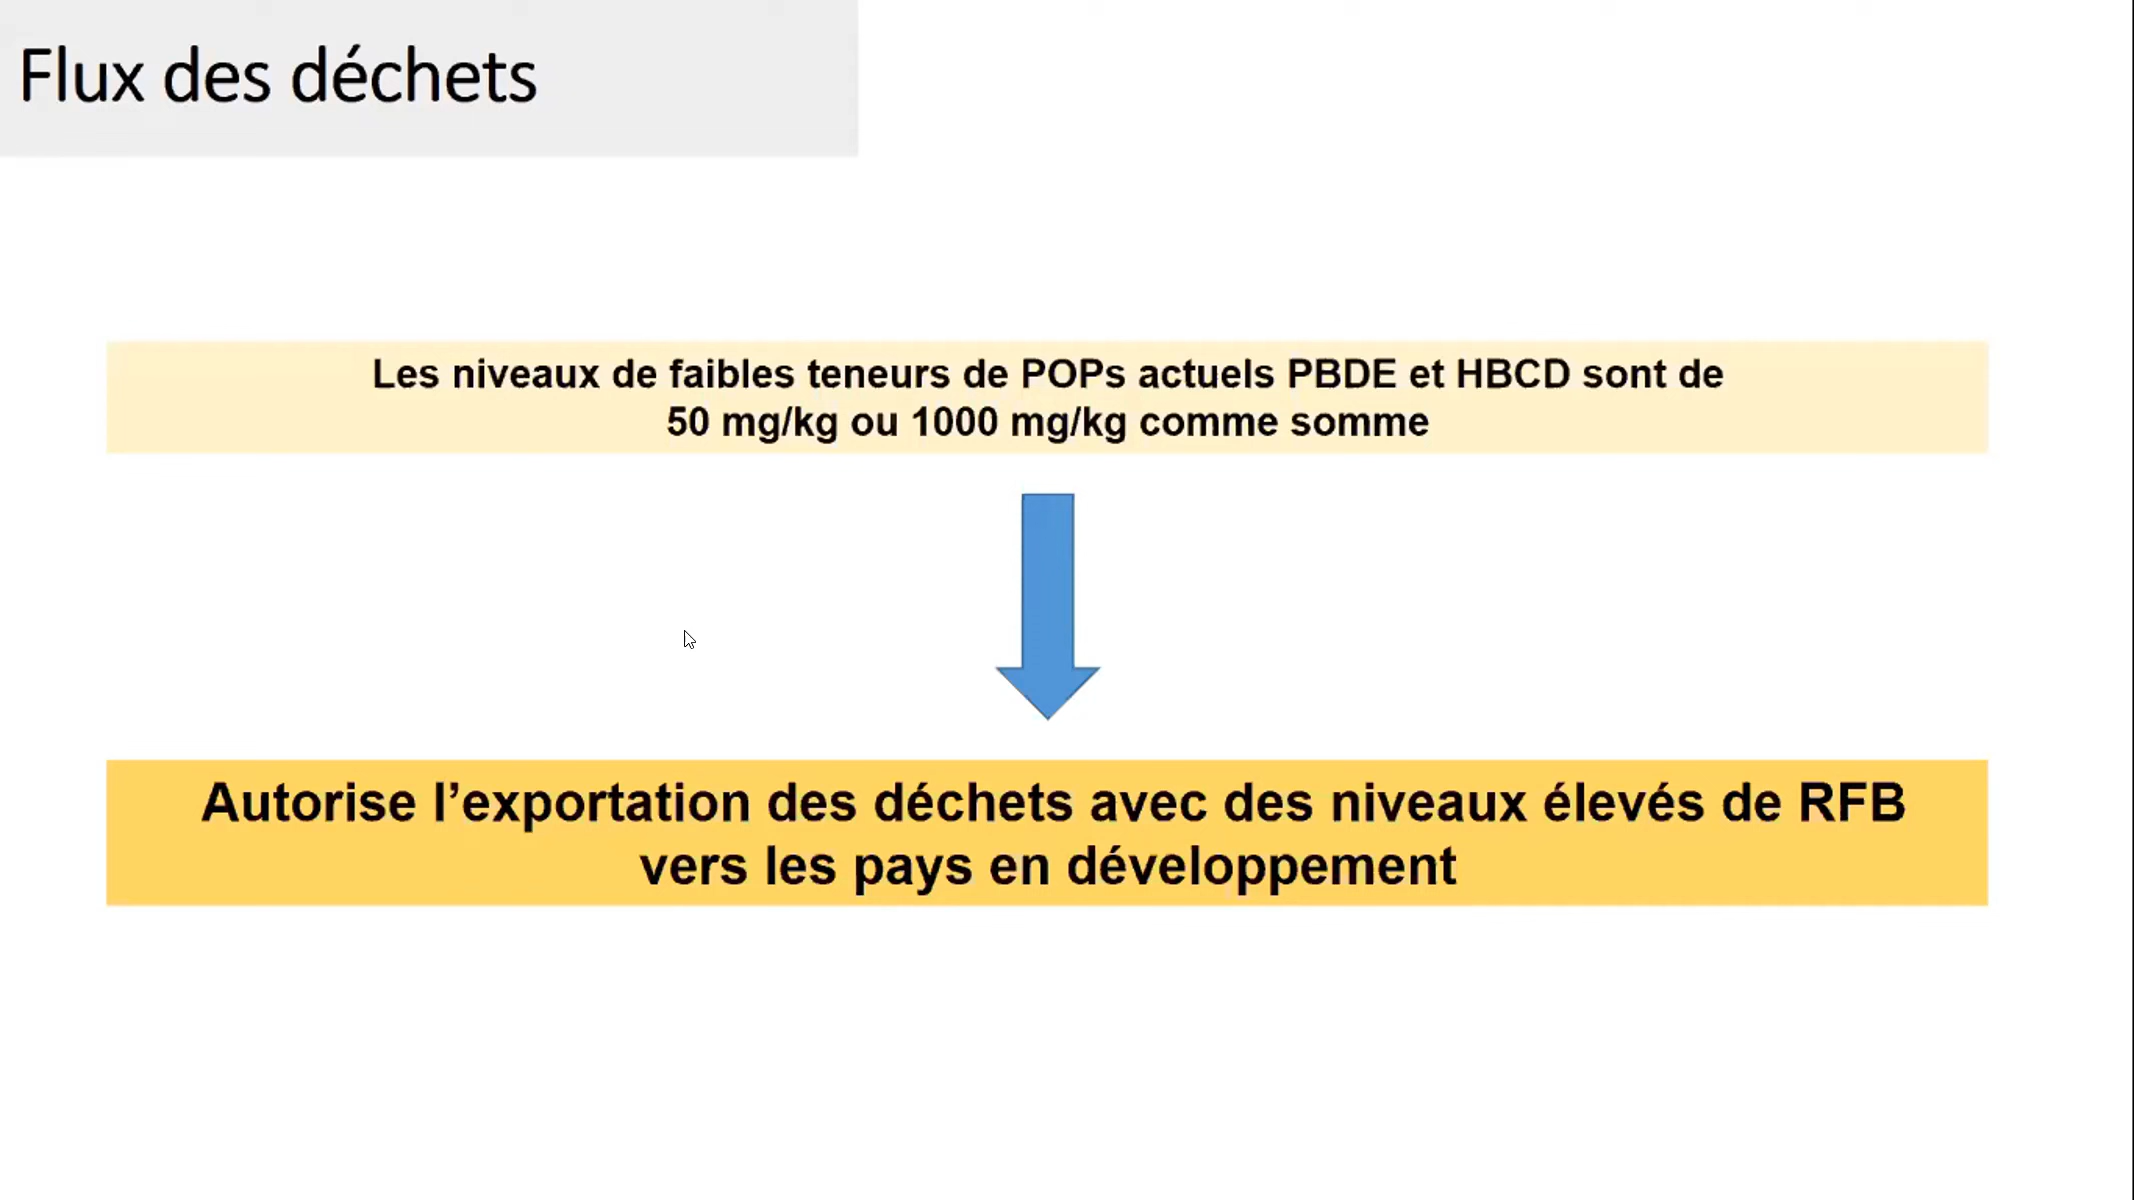 Flux des déchets
Les niveaux de faibles teneurs de POPs actuels PBDE et HBCD sont de
50 mg/kg ou 1000 mg/kg comme somme
Autorise l’exportation des déchets avec des niveaux élevés de RFB
vers les pays en développement